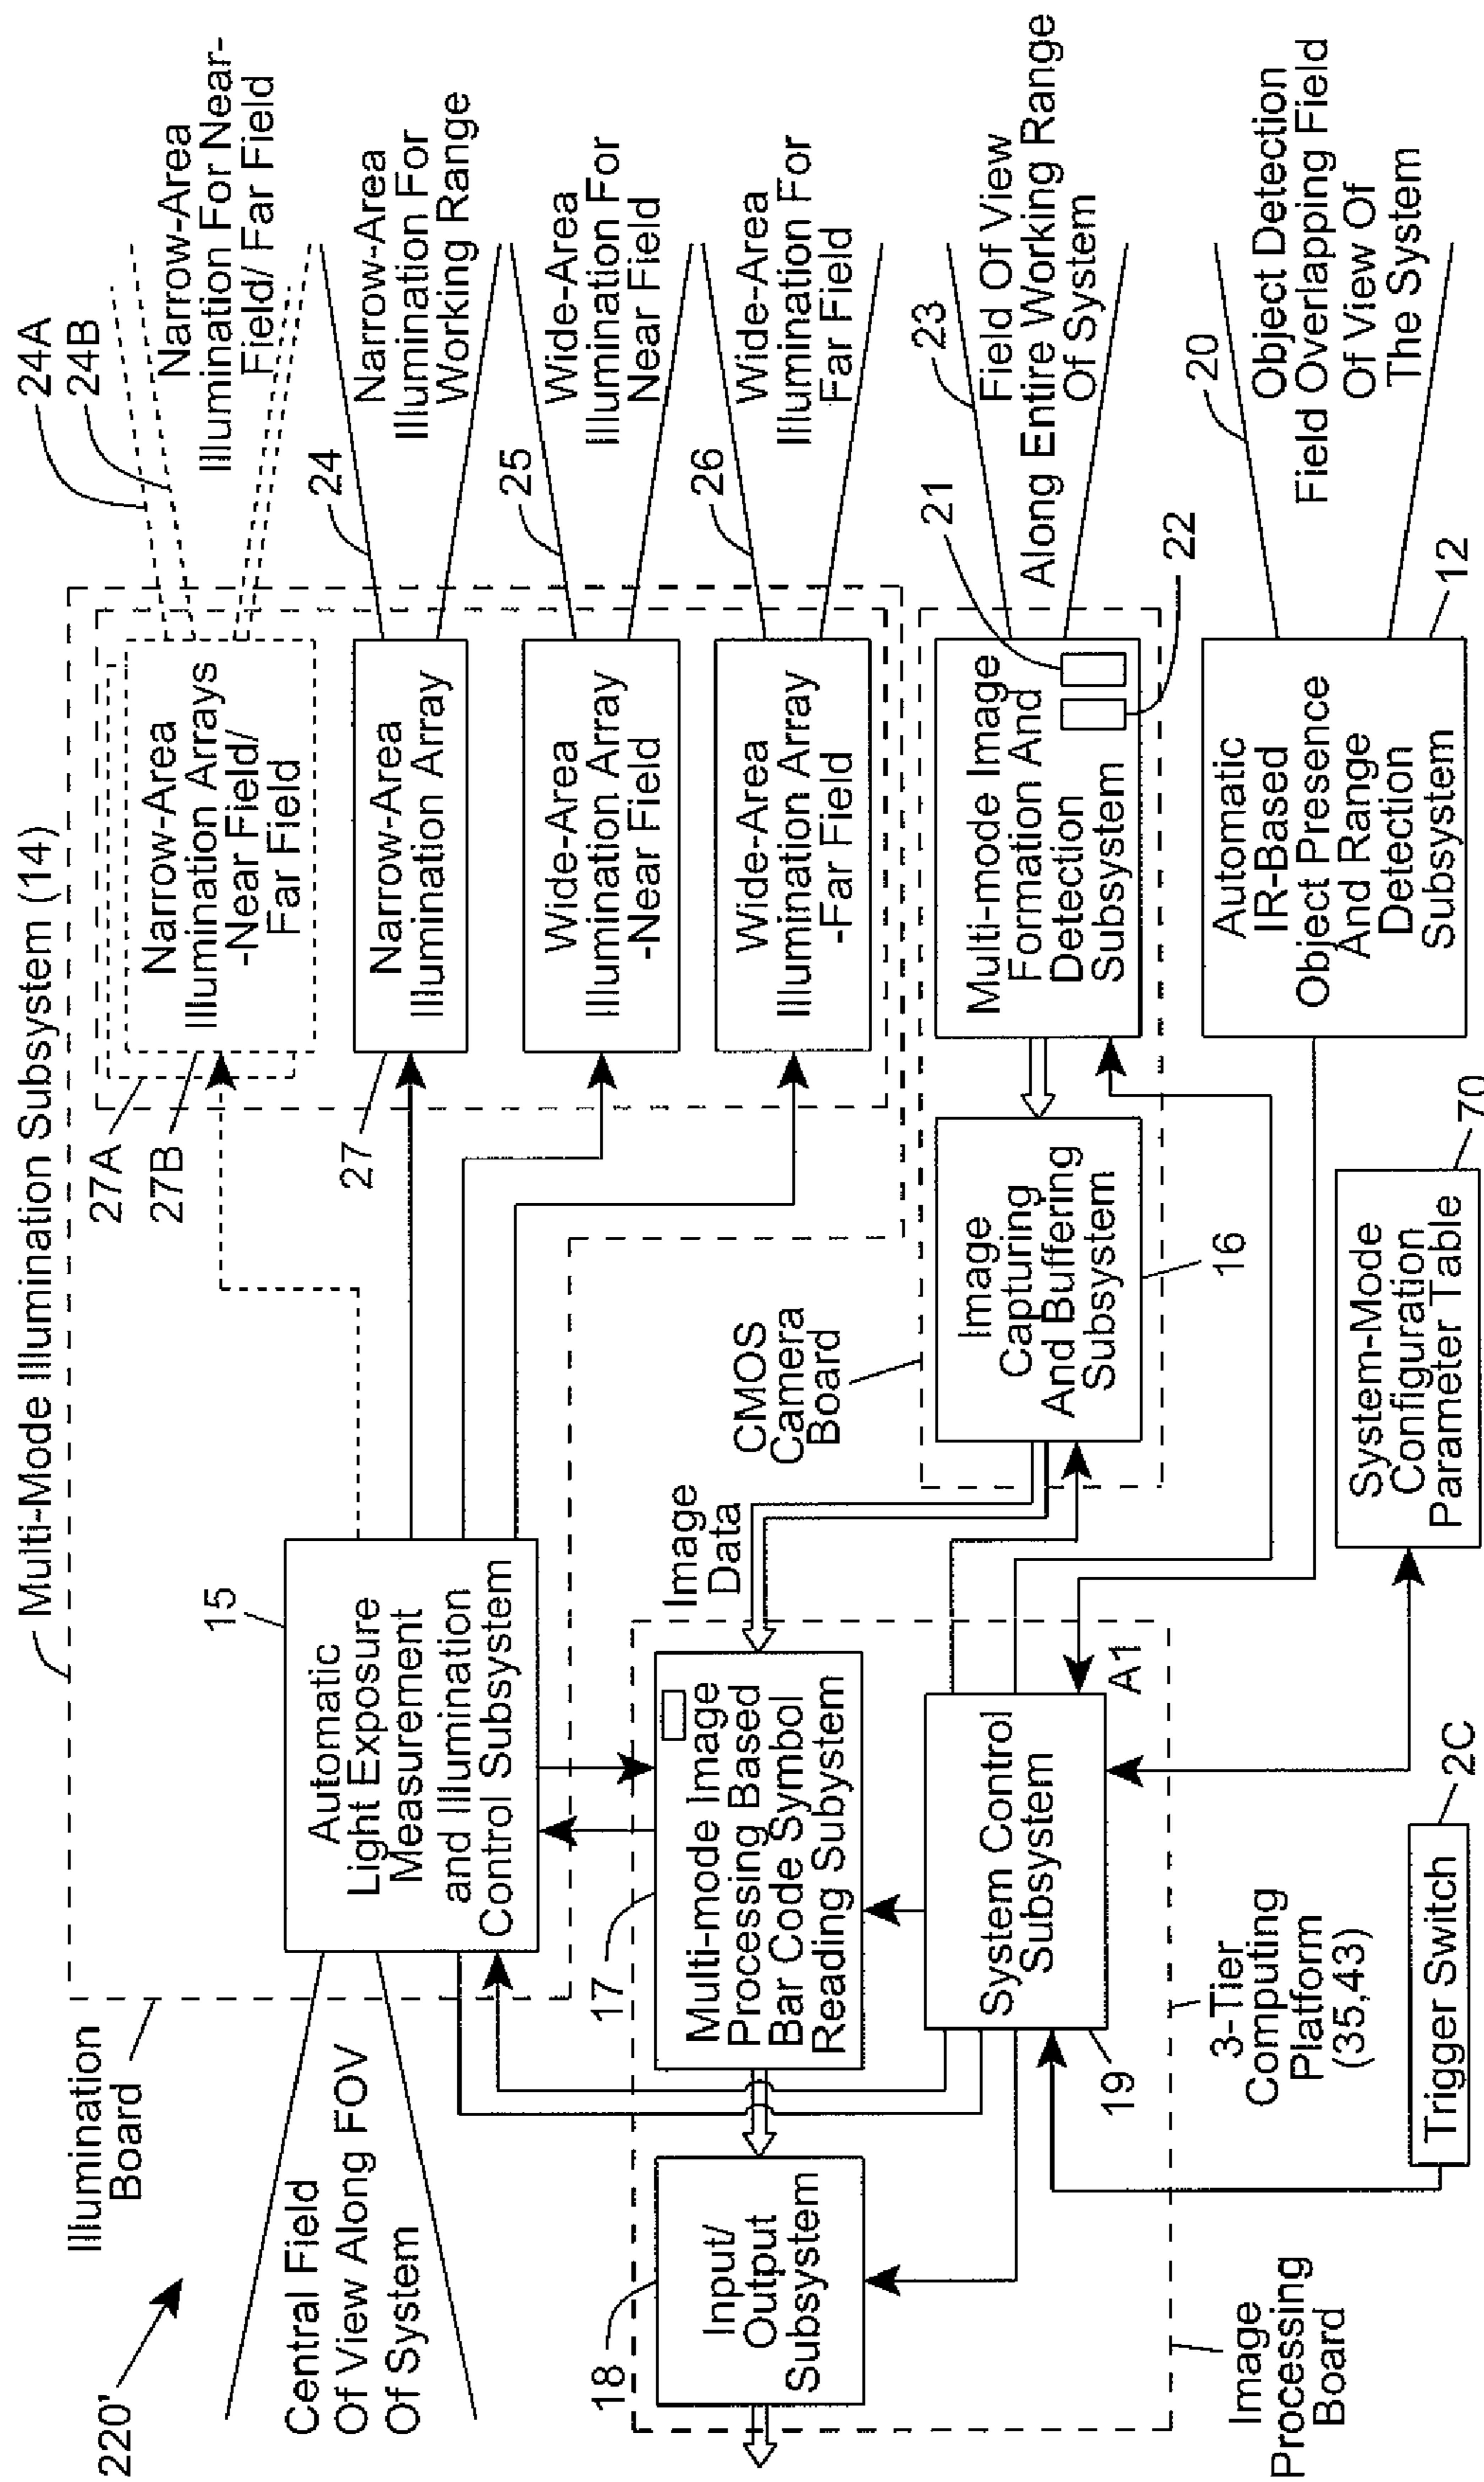 Multi-Mode Illumination Subsystem (14)
220'
Illumination
Board
Central Field
Of View Along FOV
Of System
15
Automatic
Light Exposure
Measurement
and Illumination
Control Subsystem
27A
27B
Narrow-Area
Illumination Arrays
-Near Field/
Far Field
24A
24B
Narrow-Area
Illumination For Near-
Field/ Far Field
27
Narrow-Area
Illumination Array
24
Narrow-Area
Illumination For
Working Range
Wide-Area
Illumination Array
-Near Field
25
Wide-Area
Illumination For
Near Field
Wide-Area
Illumination Array
-Far Field
26
Wide-Area
Illumination For
Far Field
18
Input/
Output
Subsystem
17
Multi-mode Image
Processing Based
Bar Code Symbol
Reading Subystem
Image
Data
CMOS
Camera
Board
Image
Capturing
And Buffering
Subsystem
16
Multi-mode Image
Formation And
Detection
Subsystem
21
22
23
Field Of View
Along Entire Working Range
Of System
System Control
Subsystem
19
A1
Automatic
IR-Based
Object Presence
And Range
Detection
Subsystem
12
20
Object Detection
Field Overlapping Field
Of View Of
The System
Image
Processing
Board
3-Tier
Computing
Platform
(35,43)
Trigger Switch
2C
System-Mode
Configuration
Parameter Table
70